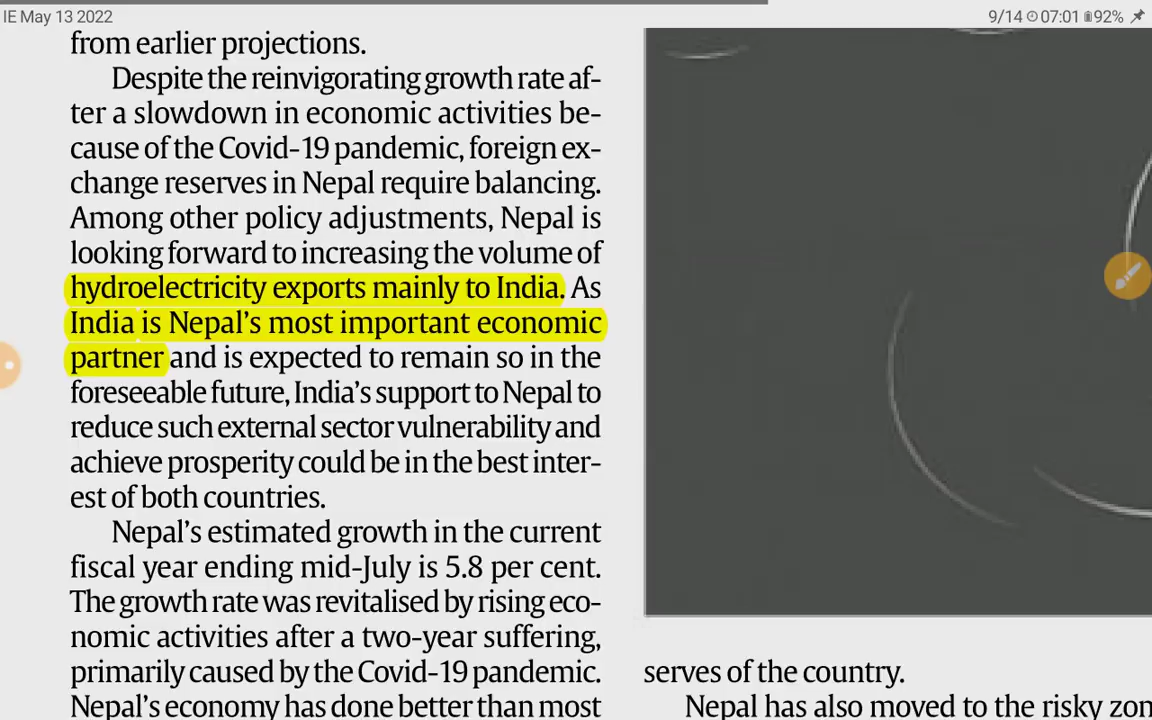 IE May 13 2022
9/14 07:01 92%
from earlier projections.
Despite the reinvigorating growth rate af-
ter a slowdown in economic activities be-
cause of the Covid-19 pandemic, foreign ex-
change reserves in Nepal require balancing.
Among other policy adjustments, Nepal is
looking forward to increasing the volume of
hydroelectricity exports mainly to India. As
India is Nepal’s most important economic
partner and is expected to remain so in the
foreseeable future, India’s support to Nepal to
reduce such external sector vulnerability and
achieve prosperity could be in the best inter-
est of both countries.
Nepal’s estimated growth in the current
fiscal year ending mid-July is 5.8 per cent.
The growth rate was revitalised by rising eco-
nomic activities after a two-year suffering,
primarily caused by the Covid-19 pandemic.
Nepal’s economy has done better than most
serves of the country.
Nepal has also moved to the risky zon